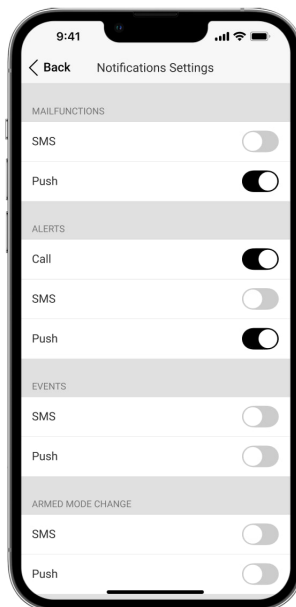 9:41
Back Notifications Settings
MAILFUNCTIONS
SMS
Push
ALERTS
Call
SMS
Push
EVENTS
SMS
Push
ARMED MODE CHANGE
SMS
Push